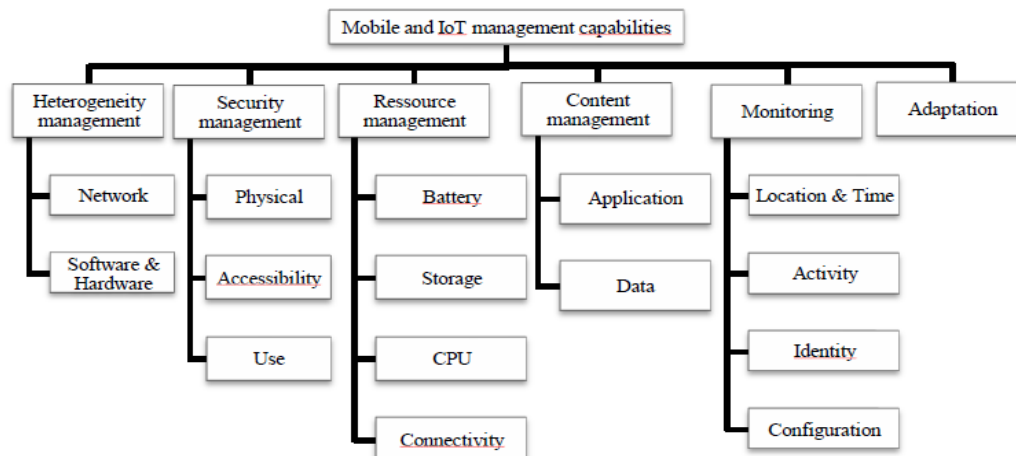 Mobile and IoT management capabilities
Heterogeneity
management
Security
management
Ressource
management
Content
management
Monitoring
Adaptation
Network
Software &
Hardware
Physical
Accessibility
Use
Battery
Storage
CPU
Connectivity
Application
Data
Location & Time
Activity
Identity
Configuration